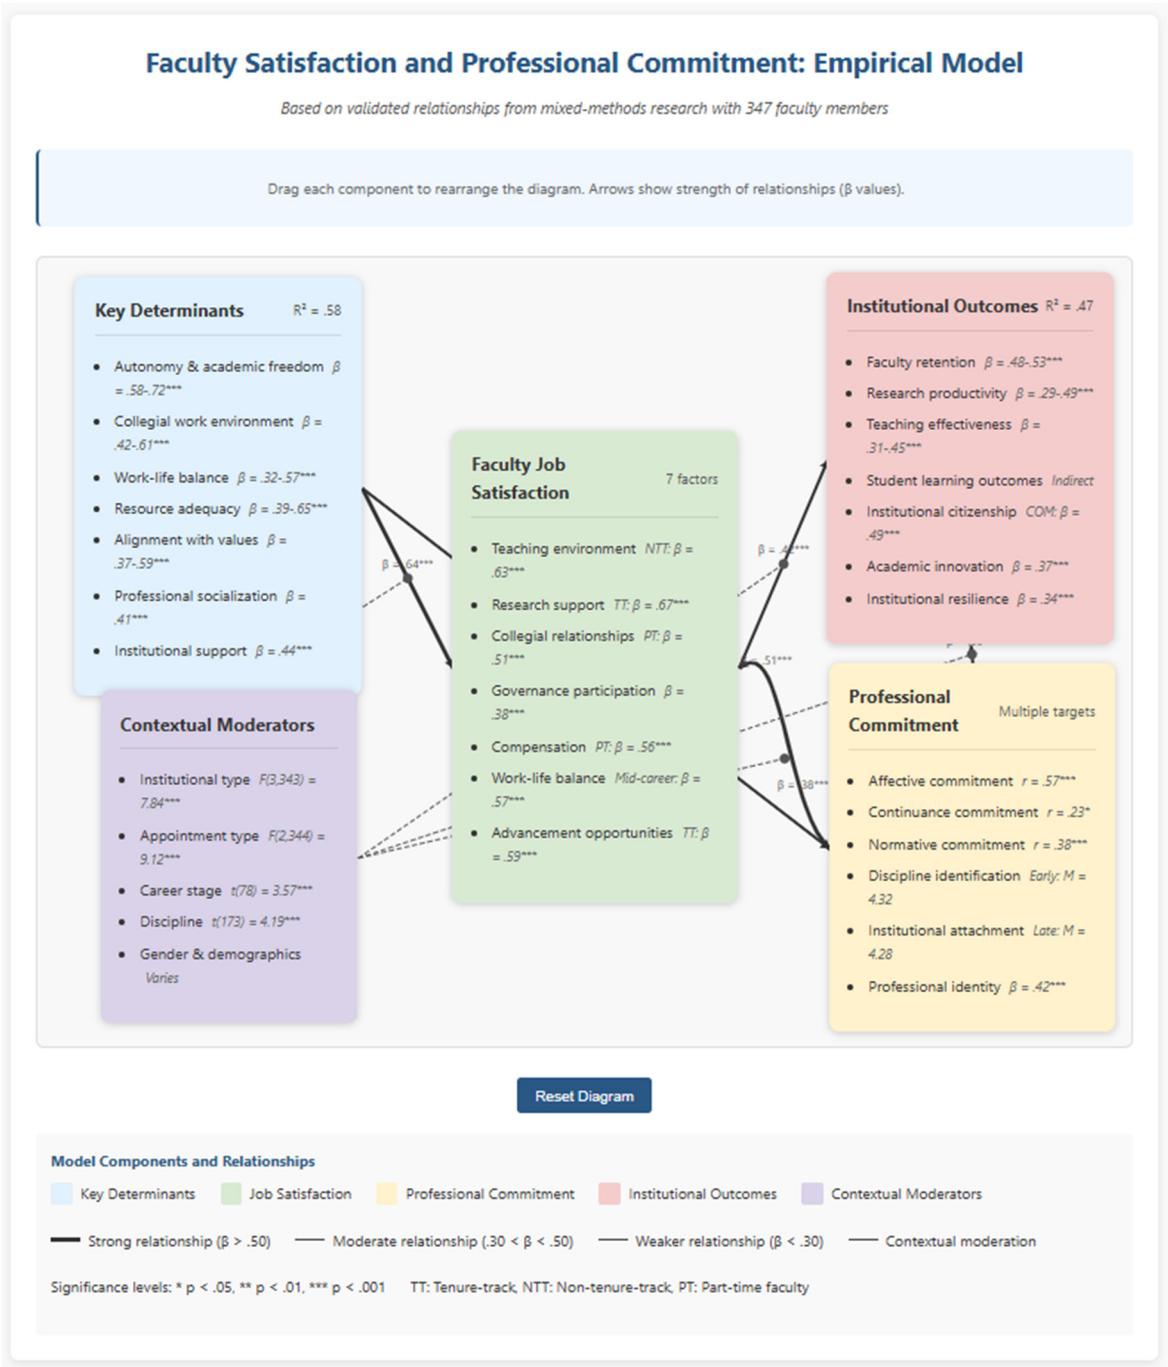 Faculty Satisfaction and Professional Commitment: Empirical Model
Based on validated relationships from mixed-methods research with 347 faculty members
Drag each component to rearrange the diagram. Arrows show strength of relationships (β values).
Key Determinants R² = .58
Autonomy & academic freedom β
= .58-.72***
Collegial work environment β =
.42-.61***
Work-life balance β = .32-.57***
Resource adequacy β = .39-.65***
Alignment with values β =
.37-.59***
Professional socialization β =
.41***
Institutional support β = .44***
Contextual Moderators
Institutional type F(3,343) =
7.84***
Appointment type F(2,344) =
9.12***
Career stage t(78) = 3.57***
Discipline t(173) = 4.19***
Gender & demographics
Varies
β = .64***
Faculty Job
Satisfaction
7 factors
Teaching environment NTT: β =
.63***
Research support TT: β = .67***
Collegial relationships PT: β =
.51***
Governance participation β =
.38***
Compensation PT: β = .56***
Work-life balance Mid-career: β =
.57***
Advancement opportunities TT: β
= .59***
β = .42***
= .51***
β = .38***
Institutional Outcomes R² = .47
Faculty retention β = .48-.53***
Research productivity β = .29-.49***
Teaching effectiveness β =
.31-.45***
Student learning outcomes Indirect
Institutional citizenship COM: β =
.49***
Academic innovation β = .37***
Institutional resilience β = .34***
Professional
Commitment
Multiple targets
Affective commitment r = .57***
Continuance commitment r = .23*
Normative commitment r = .38***
Discipline identification Early: M =
4.32
Institutional attachment Late: M =
4.28
Professional identity β = .42***
Reset Diagram
Model Components and Relationships
Key Determinants Job Satisfaction Professional Commitment Institutional Outcomes Contextual Moderators
Strong relationship (β > .50) Moderate relationship (.30 < β < .50) Weaker relationship (β < .30) Contextual moderation
Significance levels: * p < .05, ** p < .01, *** p < .001 TT: Tenure-track, NTT: Non-tenure-track, PT: Part-time faculty